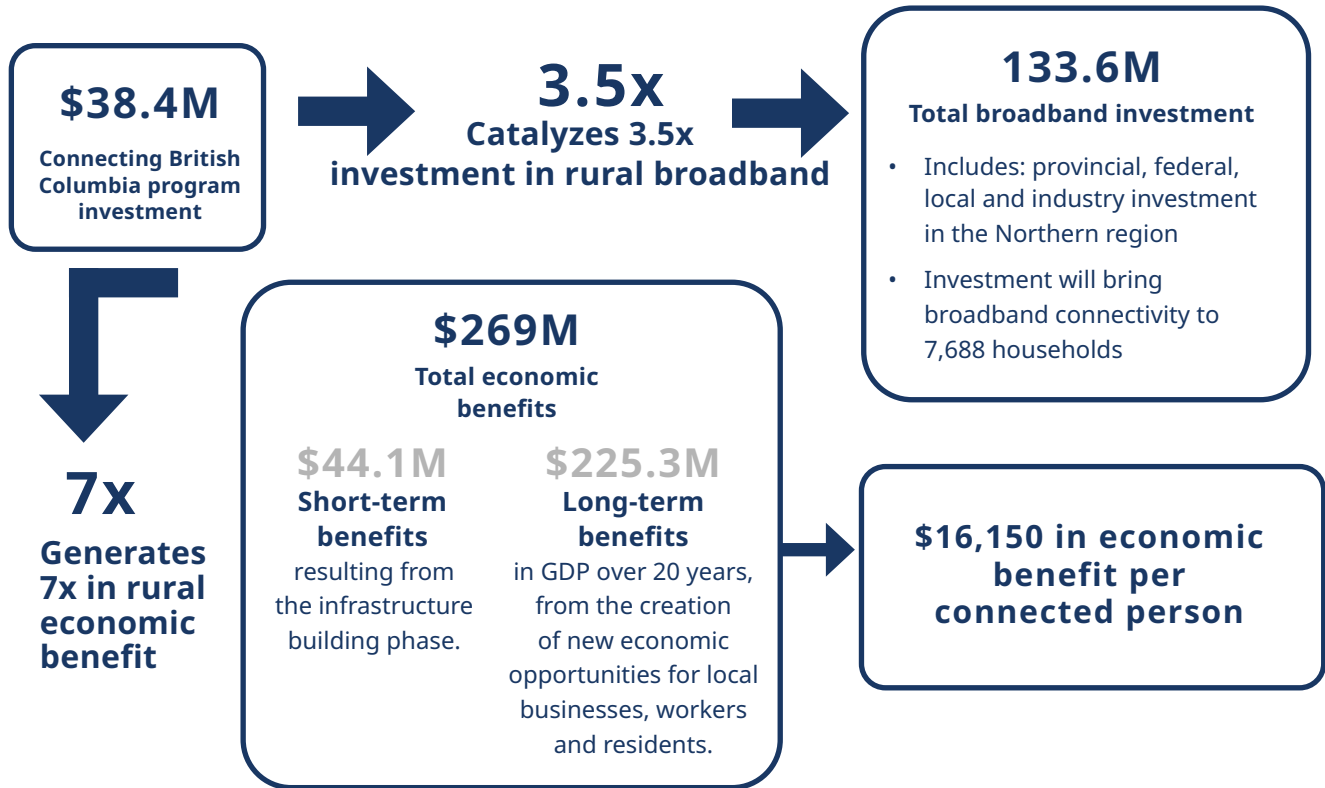 $38.4M
Connecting British
Columbia program
investment
3.5x
Catalyzes 3.5x
investment in rural broadband
133.6M
Total broadband investment
• Includes: provincial, federal,
local and industry investment
in the Northern region
• Investment will bring
broadband connectivity to
7,688 households
7x
Generates
7x in rural
economic
benefit
$269M
Total economic
benefits
$44.1M
Short-term
benefits
resulting from
the infrastructure
building phase.
$225.3M
Long-term
benefits
in GDP over 20 years,
from the creation
of new economic
opportunities for local
businesses, workers
and residents.
$16,150 in economic
benefit per
connected person